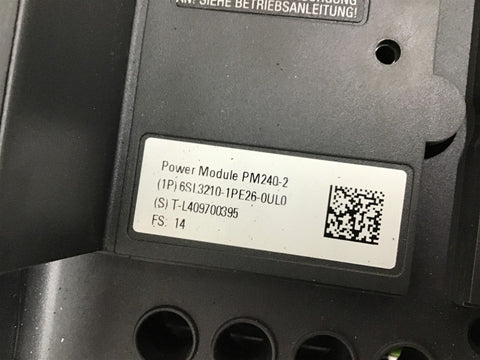 AN! SIEHE BETRIEBSANLEITUNG!
Power Module PM240-2
(1P) 6SL3210-1PE26-0UL0
(S) T-L409700395
FS: 14